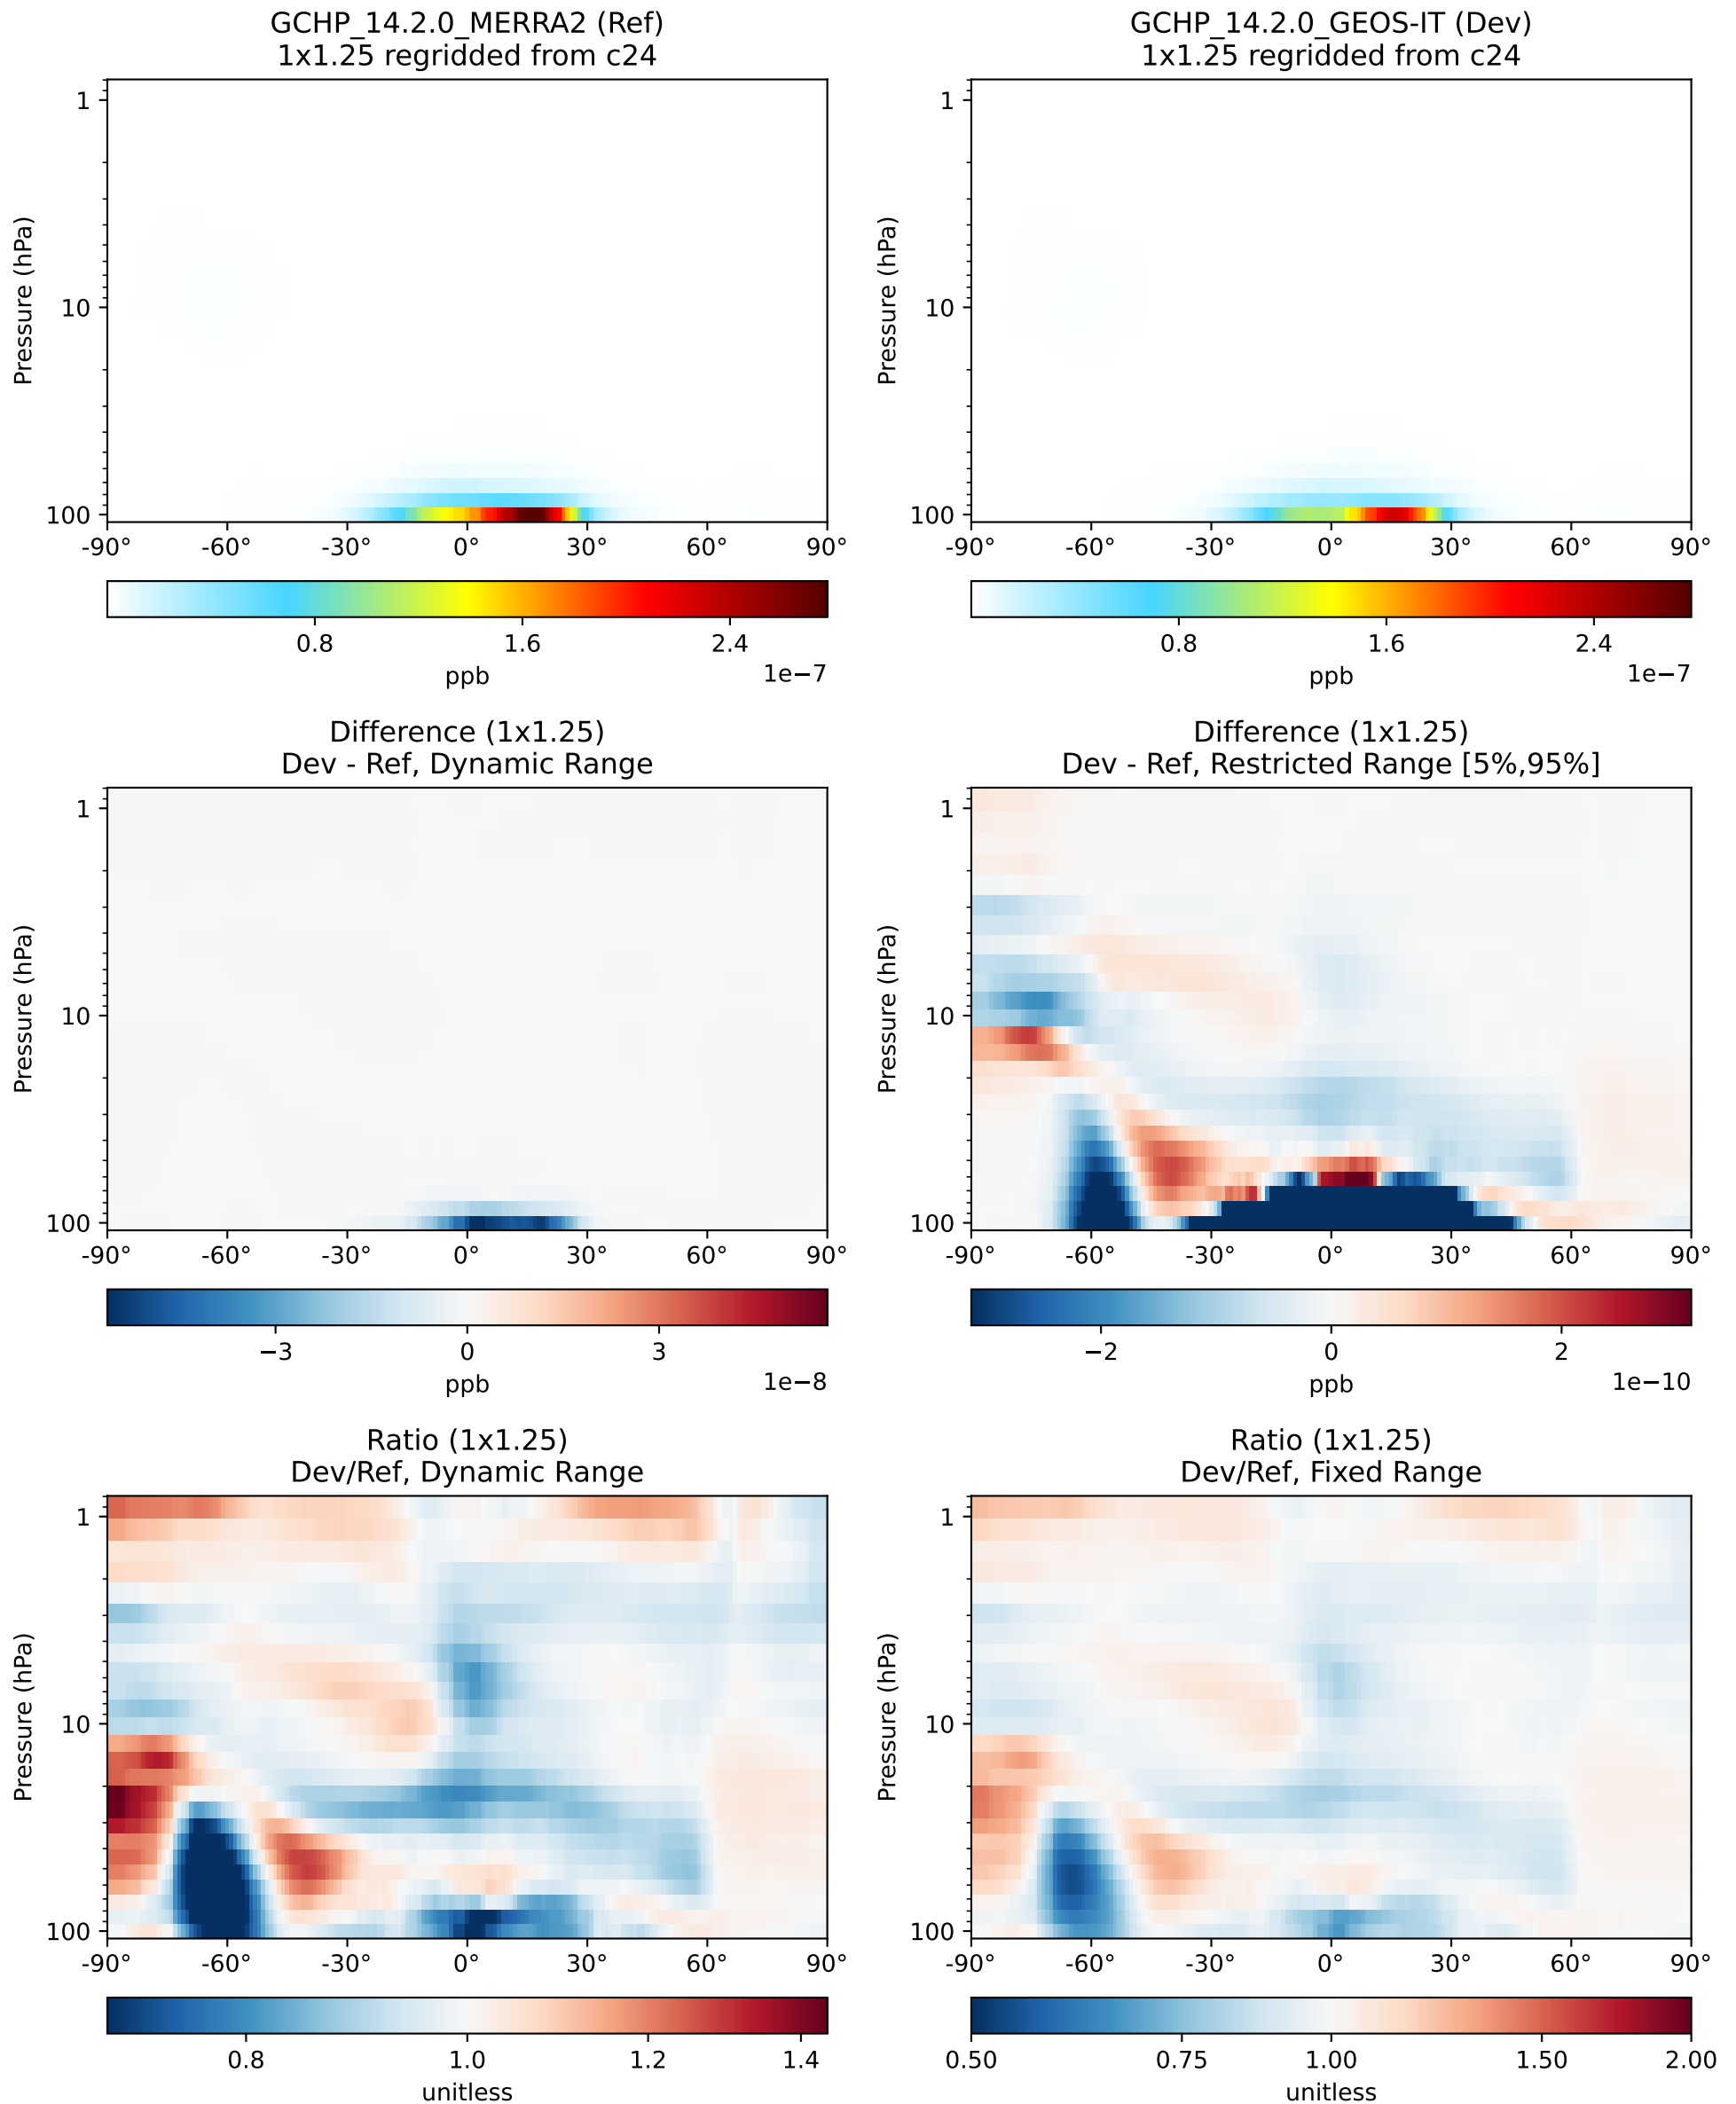 GCHP_14.2.0_MERRA2 (Ref)
1x1.25 regridded from c24
GCHP_14.2.0_GEOS-IT (Dev)
1x1.25 regridded from c24
Pressure (hPa)
1
10
100
-90° -60° -30° 0° 30° 60° 90°
0.8 1.6 2.4
ppb
1e−7
Pressure (hPa)
1
10
100
-90° -60° -30° 0° 30° 60° 90°
0.8 1.6 2.4
ppb
1e−7
Difference (1x1.25)
Dev - Ref, Dynamic Range
Difference (1x1.25)
Dev - Ref, Restricted Range [5%,95%]
Pressure (hPa)
1
10
100
-90° -60° -30° 0° 30° 60° 90°
−3 0 3
ppb
1e−8
Pressure (hPa)
1
10
100
-90° -60° -30° 0° 30° 60° 90°
−2 0 2
ppb
1e−10
Ratio (1x1.25)
Dev/Ref, Dynamic Range
Ratio (1x1.25)
Dev/Ref, Fixed Range
Pressure (hPa)
1
10
100
-90° -60° -30° 0° 30° 60° 90°
0.8 1.0 1.2 1.4
unitless
Pressure (hPa)
1
10
100
-90° -60° -30° 0° 30° 60° 90°
0.50 0.75 1.00 1.50 2.00
unitless